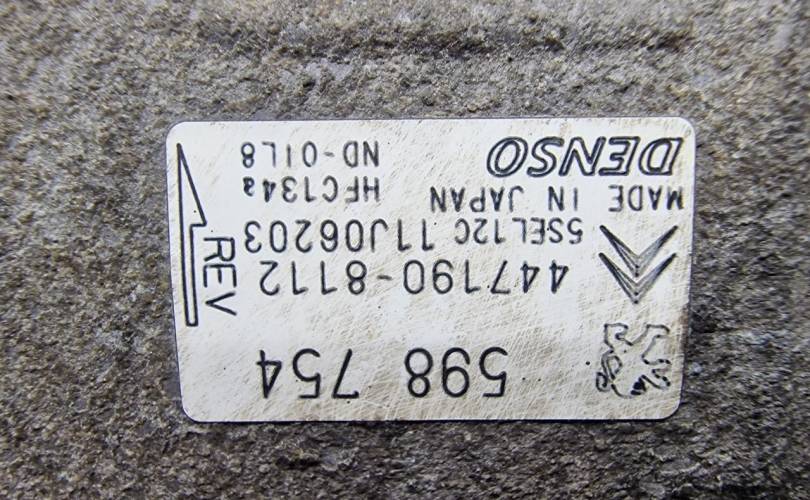 598 754
447190-8112
REV
5SEL12C 11J06203
MADE IN JAPAN HFC134a
DENSO ND-OIL8